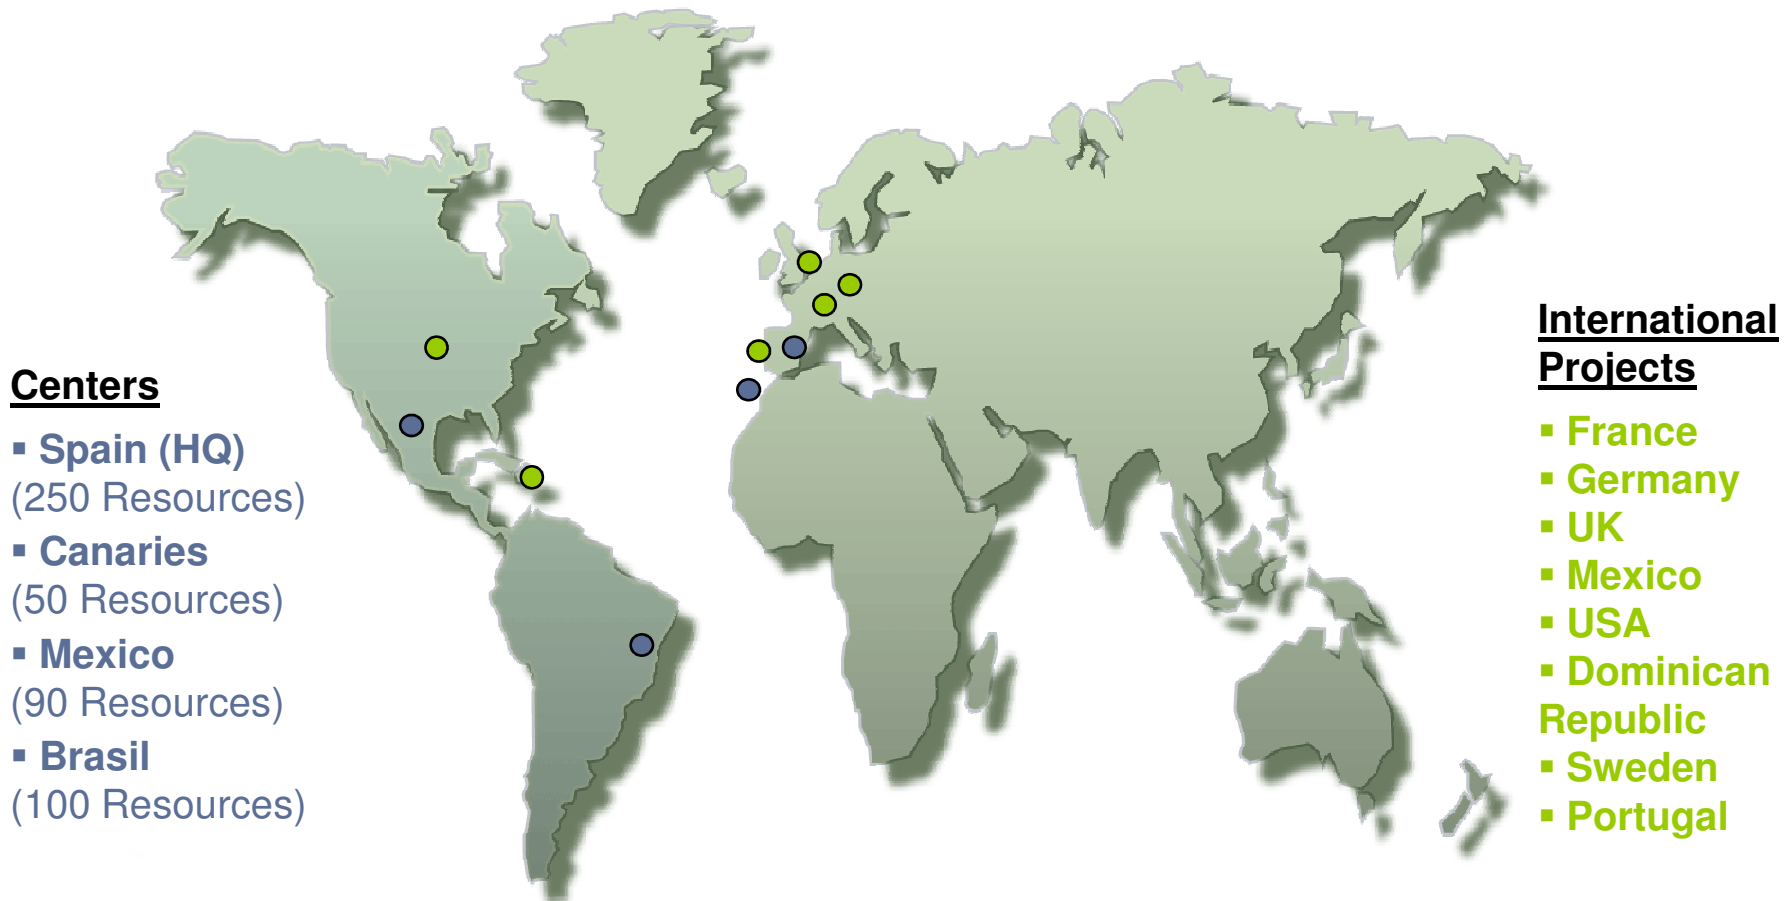 Centers
▪ Spain (HQ)
(250 Resources)
▪ Canaries
(50 Resources)
▪ Mexico
(90 Resources)
▪ Brasil
(100 Resources)
International
Projects
▪ France
▪ Germany
▪ UK
▪ Mexico
▪ USA
▪ Dominican
Republic
▪ Sweden
▪ Portugal